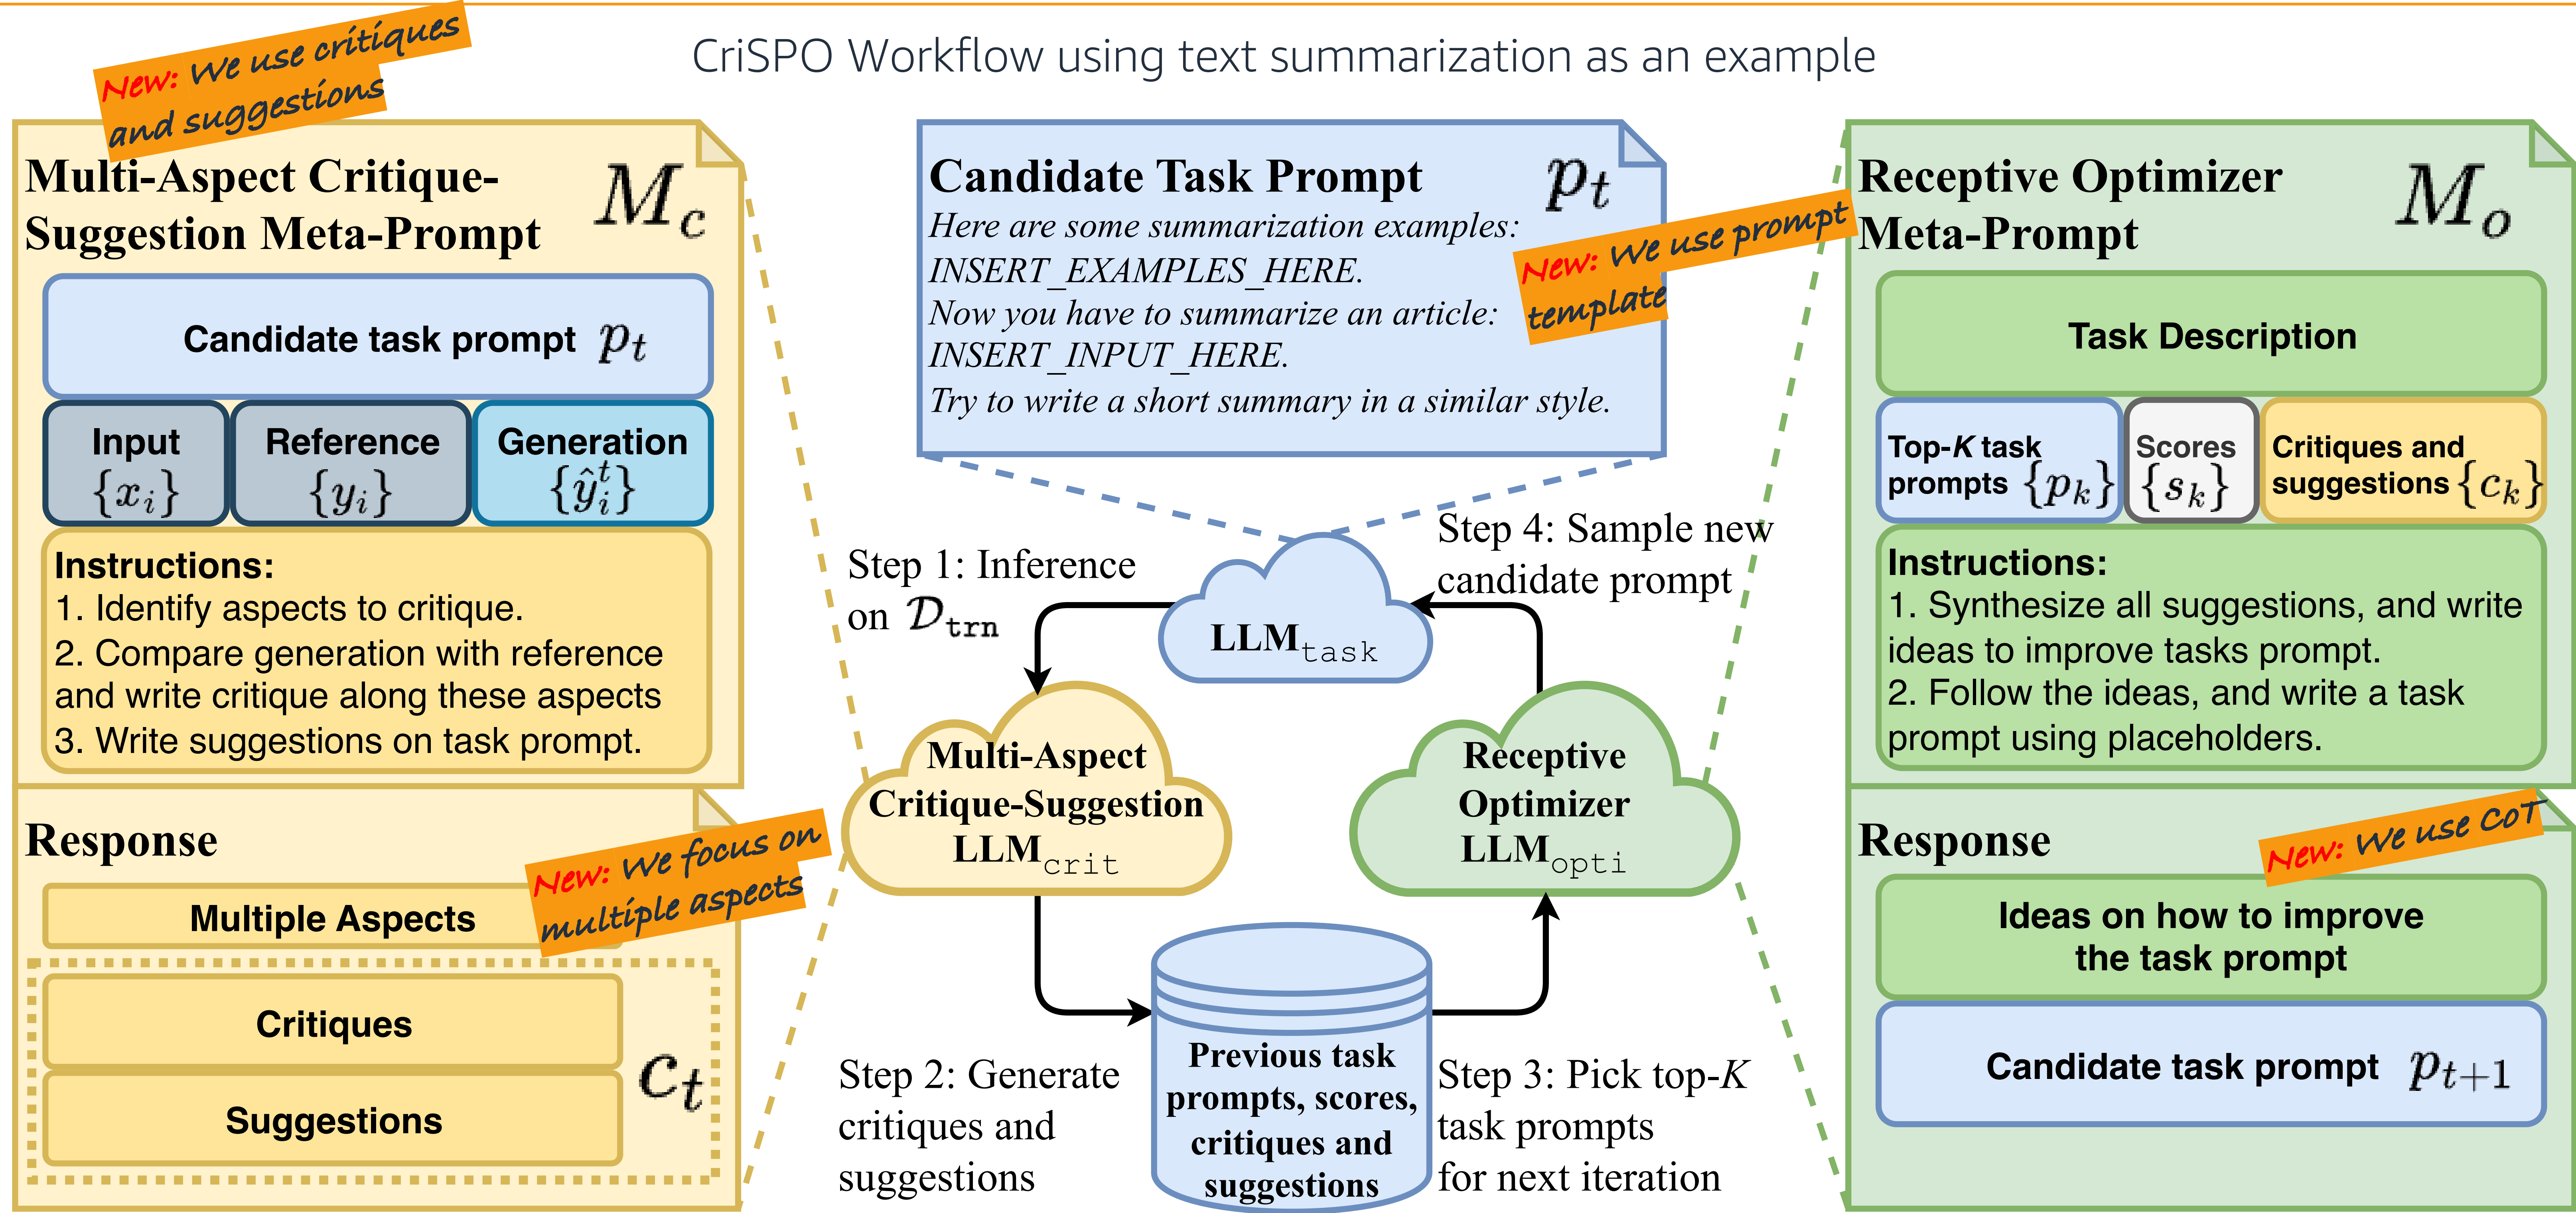 CriSPO Workflow using text summarization as an example
New: We use critiques
and suggestions
Multi-Aspect Critique-
Suggestion Meta-Prompt
M_c
Candidate task prompt p_t
Input
{x_i}
Reference
{y_i}
Generation
{ŷ_i^t}
Instructions:
1. Identify aspects to critique.
2. Compare generation with reference
and write critique along these aspects
3. Write suggestions on task prompt.
Response
New: We focus on
multiple aspects
Multiple Aspects
Critiques
Suggestions
c_t
Candidate Task Prompt
p_t
Here are some summarization examples:
INSERT_EXAMPLES_HERE.
Now you have to summarize an article:
INSERT_INPUT_HERE.
Try to write a short summary in a similar style.
New: We use prompt
template
Step 1: Inference
on D_trn
LLM_task
Step 4: Sample new
candidate prompt
Multi-Aspect
Critique-Suggestion
LLM_crit
Receptive
Optimizer
LLM_opti
Step 2: Generate
critiques and
suggestions
Previous task
prompts, scores,
critiques and
suggestions
Step 3: Pick top-K
task prompts
for next iteration
Receptive Optimizer
Meta-Prompt
M_o
Task Description
Top-K task
prompts {p_k}
Scores
{s_k}
Critiques and
suggestions {c_k}
Instructions:
1. Synthesize all suggestions, and write
ideas to improve tasks prompt.
2. Follow the ideas, and write a task
prompt using placeholders.
Response
New: We use CoT
Ideas on how to improve
the task prompt
Candidate task prompt p_{t+1}